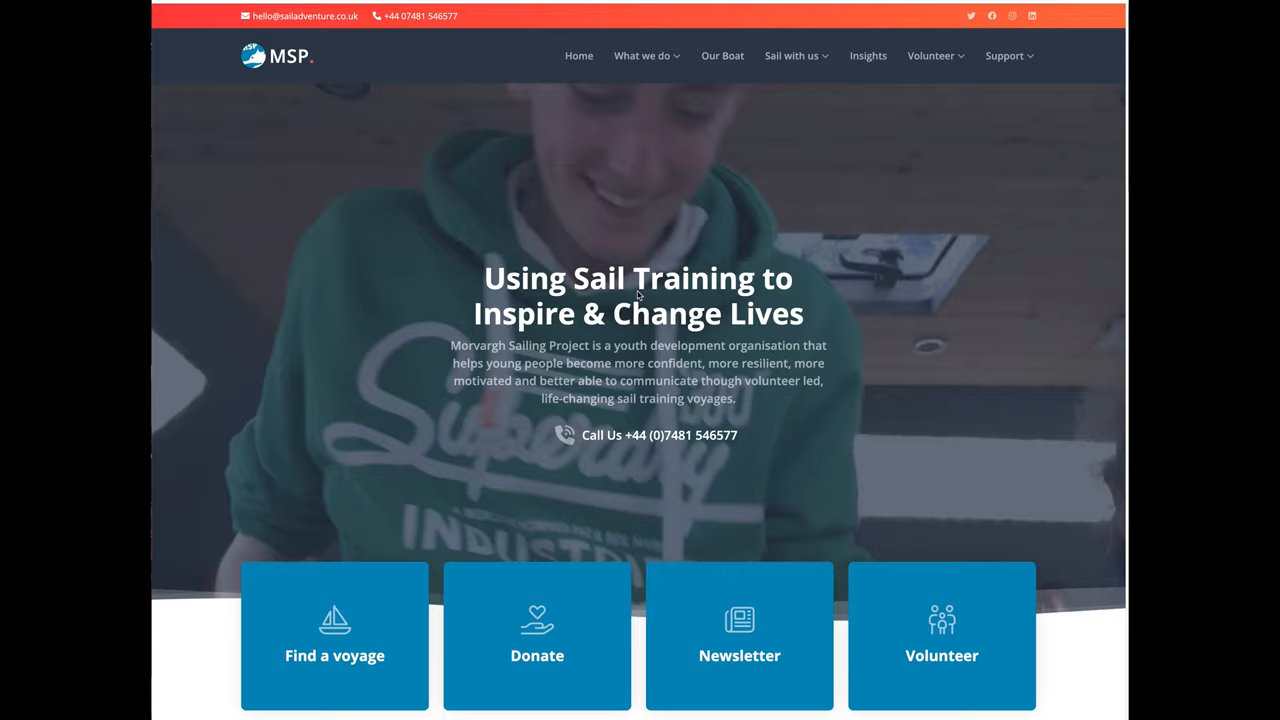 hello@sailadventure.co.uk +44 07481 546577
MSP.
Home What we do Our Boat Sail with us Insights Volunteer Support
Using Sail Training to
Inspire & Change Lives
Morvargh Sailing Project is a youth development organisation that
helps young people become more confident, more resilient, more
motivated and better able to communicate though volunteer led,
life-changing sail training voyages.
Call Us +44 (0)7481 546577
Superdry
Find a voyage
Donate
Newsletter
Volunteer